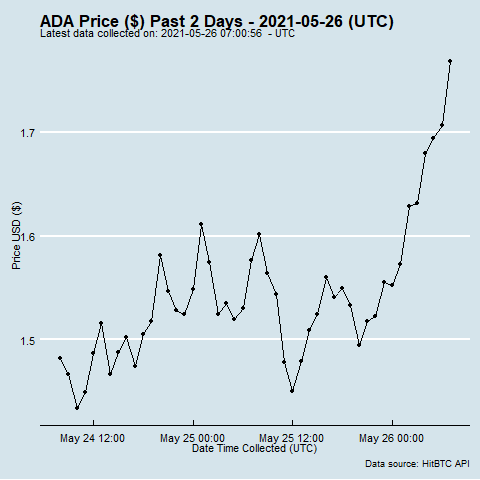 ADA Price ($) Past 2 Days - 2021-05-26 (UTC)
Latest data collected on: 2021-05-26 07:00:56 - UTC
1.7
1.6
1.5
Price USD ($)
May 24 12:00
May 25 00:00
May 25 12:00
May 26 00:00
Date Time Collected (UTC)
Data source: HitBTC API